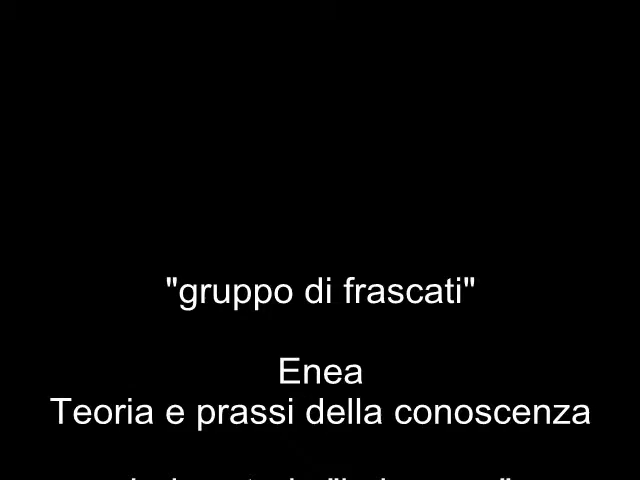 "gruppo di frascati"
Enea
Teoria e prassi della conoscenza